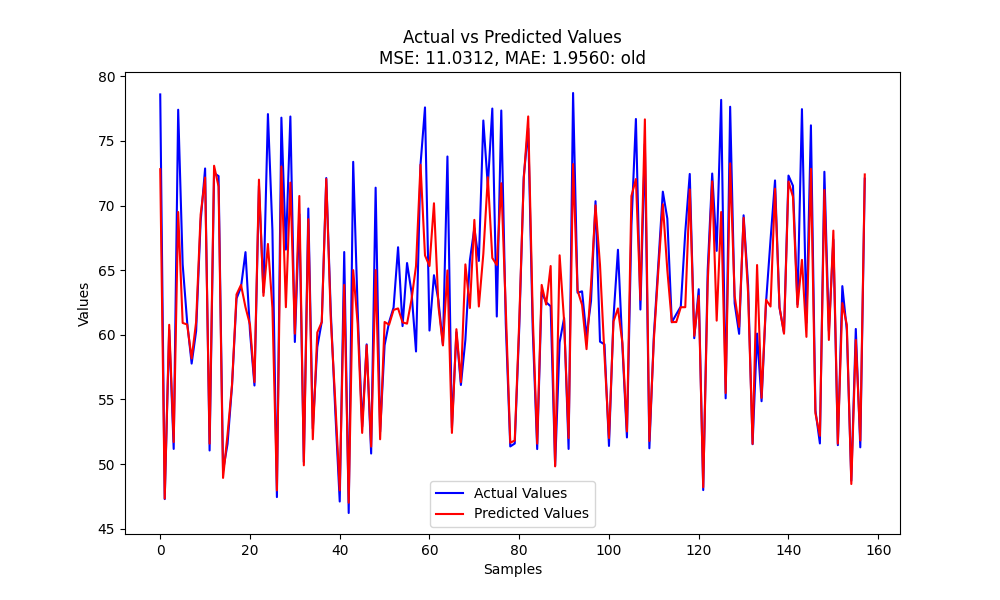 Actual vs Predicted Values
MSE: 11.0312, MAE: 1.9560: old
80
75
70
65
60
55
50
45
Values
Actual Values
Predicted Values
0 20 40 60 80 100 120 140 160
Samples